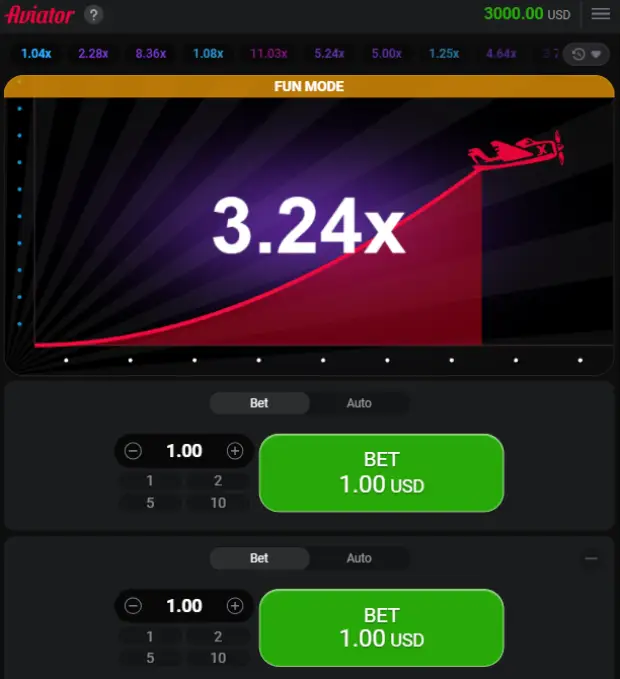 Aviator ? 3000.00 USD
1.04x 2.28x 8.36x 1.08x 11.03x 5.24x 5.00x 1.25x 4.64x
FUN MODE
3.24x
Bet Auto
1.00
1 2
5 10
BET
1.00 USD
Bet Auto
1.00
1 2
5 10
BET
1.00 USD